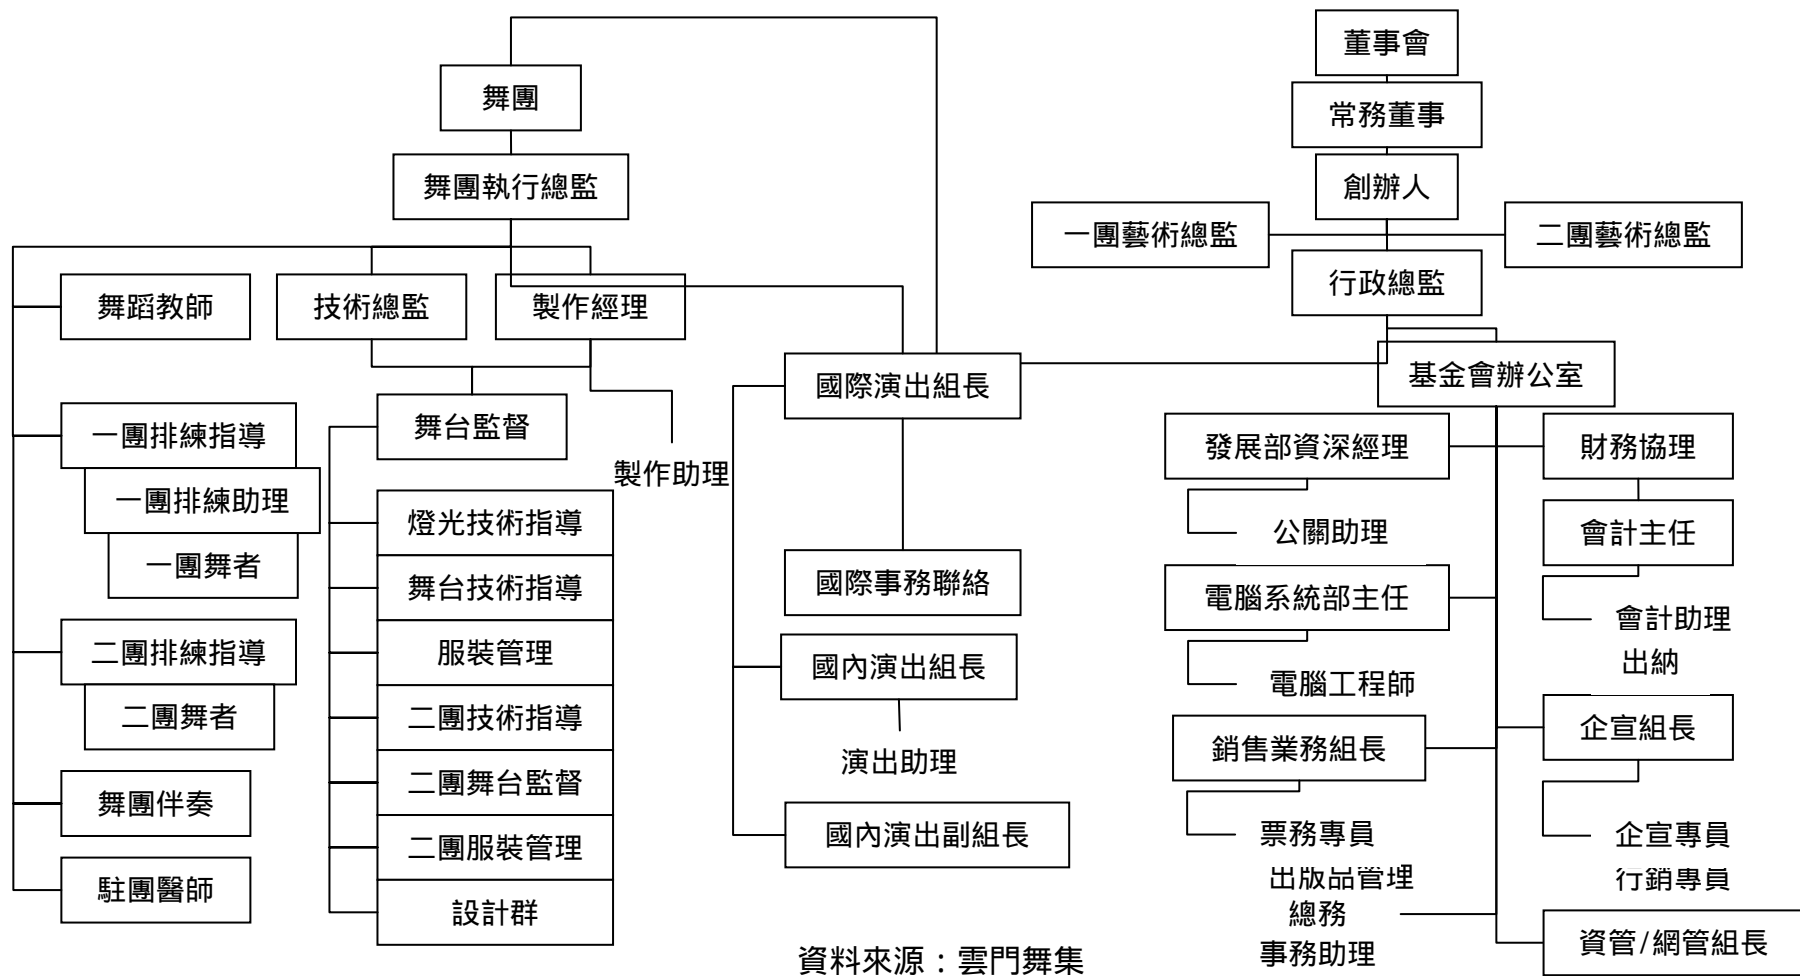 董事會
常務董事
創辦人
一團藝術總監
二團藝術總監
行政總監
舞團
舞團執行總監
舞蹈教師
技術總監
製作經理
一團排練指導
一團排練助理
一團舞者
二團排練指導
二團舞者
舞團伴奏
駐團醫師
舞台監督
製作助理
燈光技術指導
舞台技術指導
服裝管理
二團技術指導
二團舞台監督
二團服裝管理
設計群
國際演出組長
國際事務聯絡
國內演出組長
演出助理
國內演出副組長
基金會辦公室
發展部資深經理
公關助理
電腦系統部主任
電腦工程師
銷售業務組長
票務專員
出版品管理
總務
事務助理
財務協理
會計主任
會計助理
出納
企宣組長
企宣專員
行銷專員
資管/網管組長
資料來源：雲門舞集